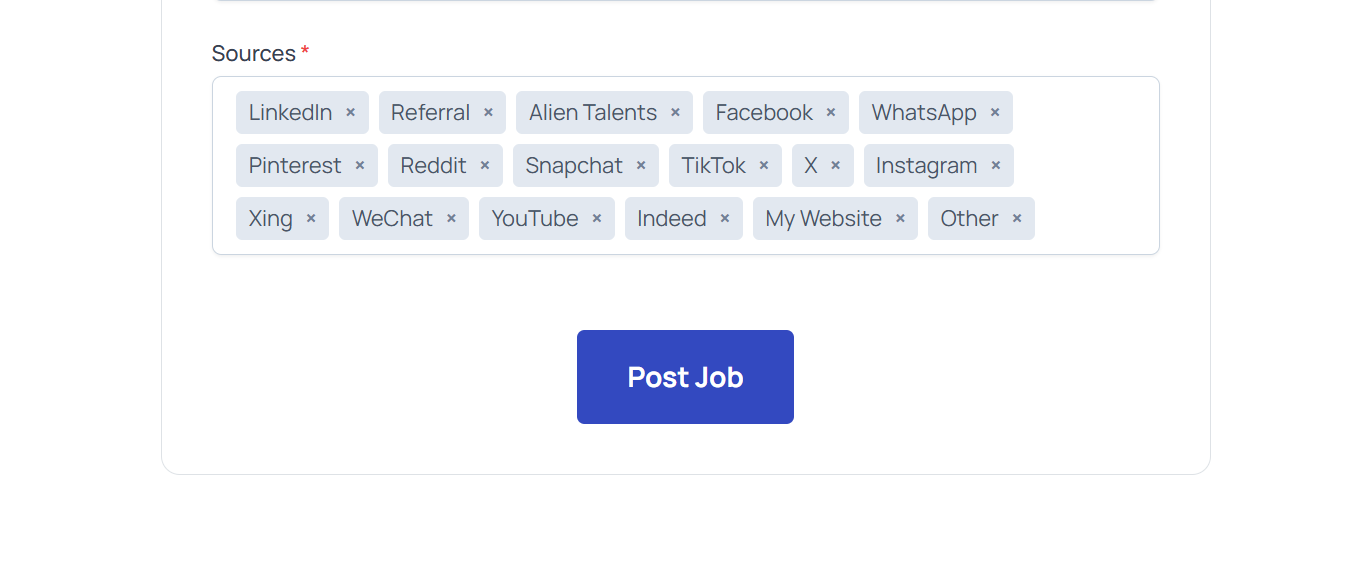 Sources *
LinkedIn × Referral × Alien Talents × Facebook × WhatsApp ×
Pinterest × Reddit × Snapchat × TikTok × X × Instagram ×
Xing × WeChat × YouTube × Indeed × My Website × Other ×
Post Job